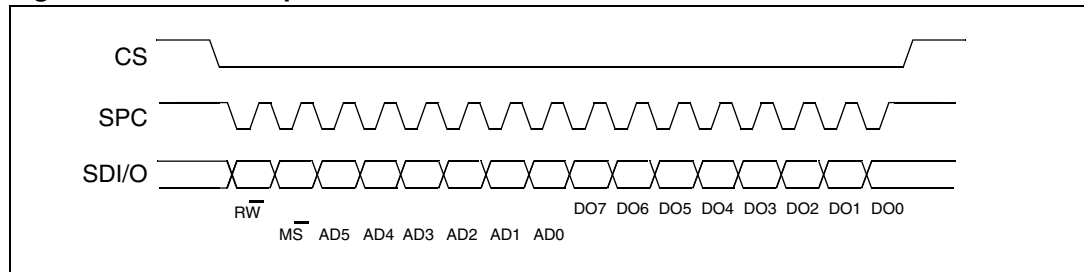 CS
SPC
SDI/O
RW̅ DO7 DO6 DO5 DO4 DO3 DO2 DO1 DO0
MS̅ AD5 AD4 AD3 AD2 AD1 AD0